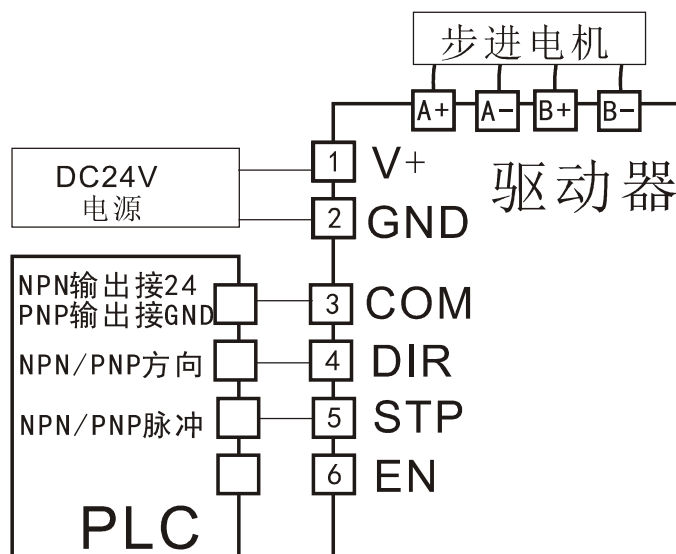 步进电机
A+ A- B+ B-
驱动器
1 V+
DC24V
电源
2 GND
NPN输出接24
PNP输出接GND
3 COM
NPN/PNP方向
4 DIR
NPN/PNP脉冲
5 STP
6 EN
PLC